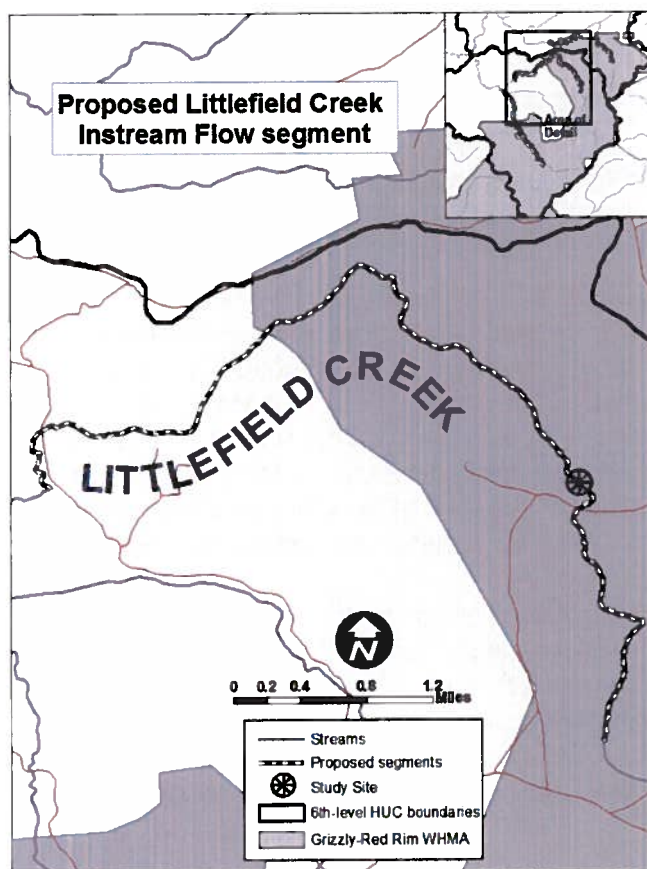 Proposed Littlefield Creek
Instream Flow segment
Area of
Detail
LITTLEFIELD CREEK
N
0 0.2 0.4 0.8 1.2
Miles
Streams
Proposed segments
Study Site
6th-level HUC boundaries
Grizzly-Red Rim WHMA